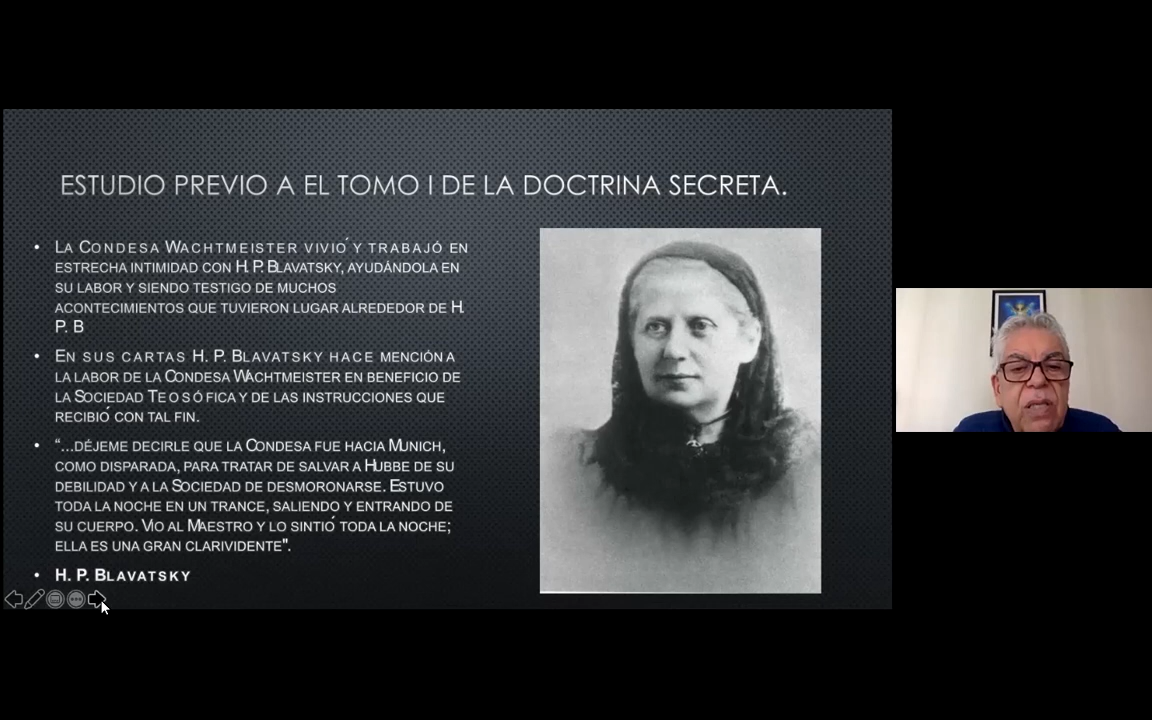 ESTUDIO PREVIO A EL TOMO I DE LA DOCTRINA SECRETA.
• LA CONDESA WACHTMEISTER VIVIÓ Y TRABAJÓ EN
ESTRECHA INTIMIDAD CON H. P. BLAVATSKY, AYUDÁNDOLA EN
SU LABOR Y SIENDO TESTIGO DE MUCHOS
ACONTECIMIENTOS QUE TUVIERON LUGAR ALREDEDOR DE H.
P. B
• EN SUS CARTAS H. P. BLAVATSKY HACE MENCIÓN A
LA LABOR DE LA CONDESA WACHTMEISTER EN BENEFICIO DE
LA SOCIEDAD TEOSÓFICA Y DE LAS INSTRUCCIONES QUE
RECIBIÓ CON TAL FIN.
• “...DÉJEME DECIRLE QUE LA CONDESA FUE HACIA MUNICH,
COMO DISPARADA, PARA TRATAR DE SALVAR A HUBBE DE SU
DEBILIDAD Y A LA SOCIEDAD DE DESMORONARSE. ESTUVO
TODA LA NOCHE EN UN TRANCE, SALIENDO Y ENTRANDO DE
SU CUERPO. VIO AL MAESTRO Y LO SINTIÓ TODA LA NOCHE;
ELLA ES UNA GRAN CLARIVIDENTE".
• H. P. BLAVATSKY